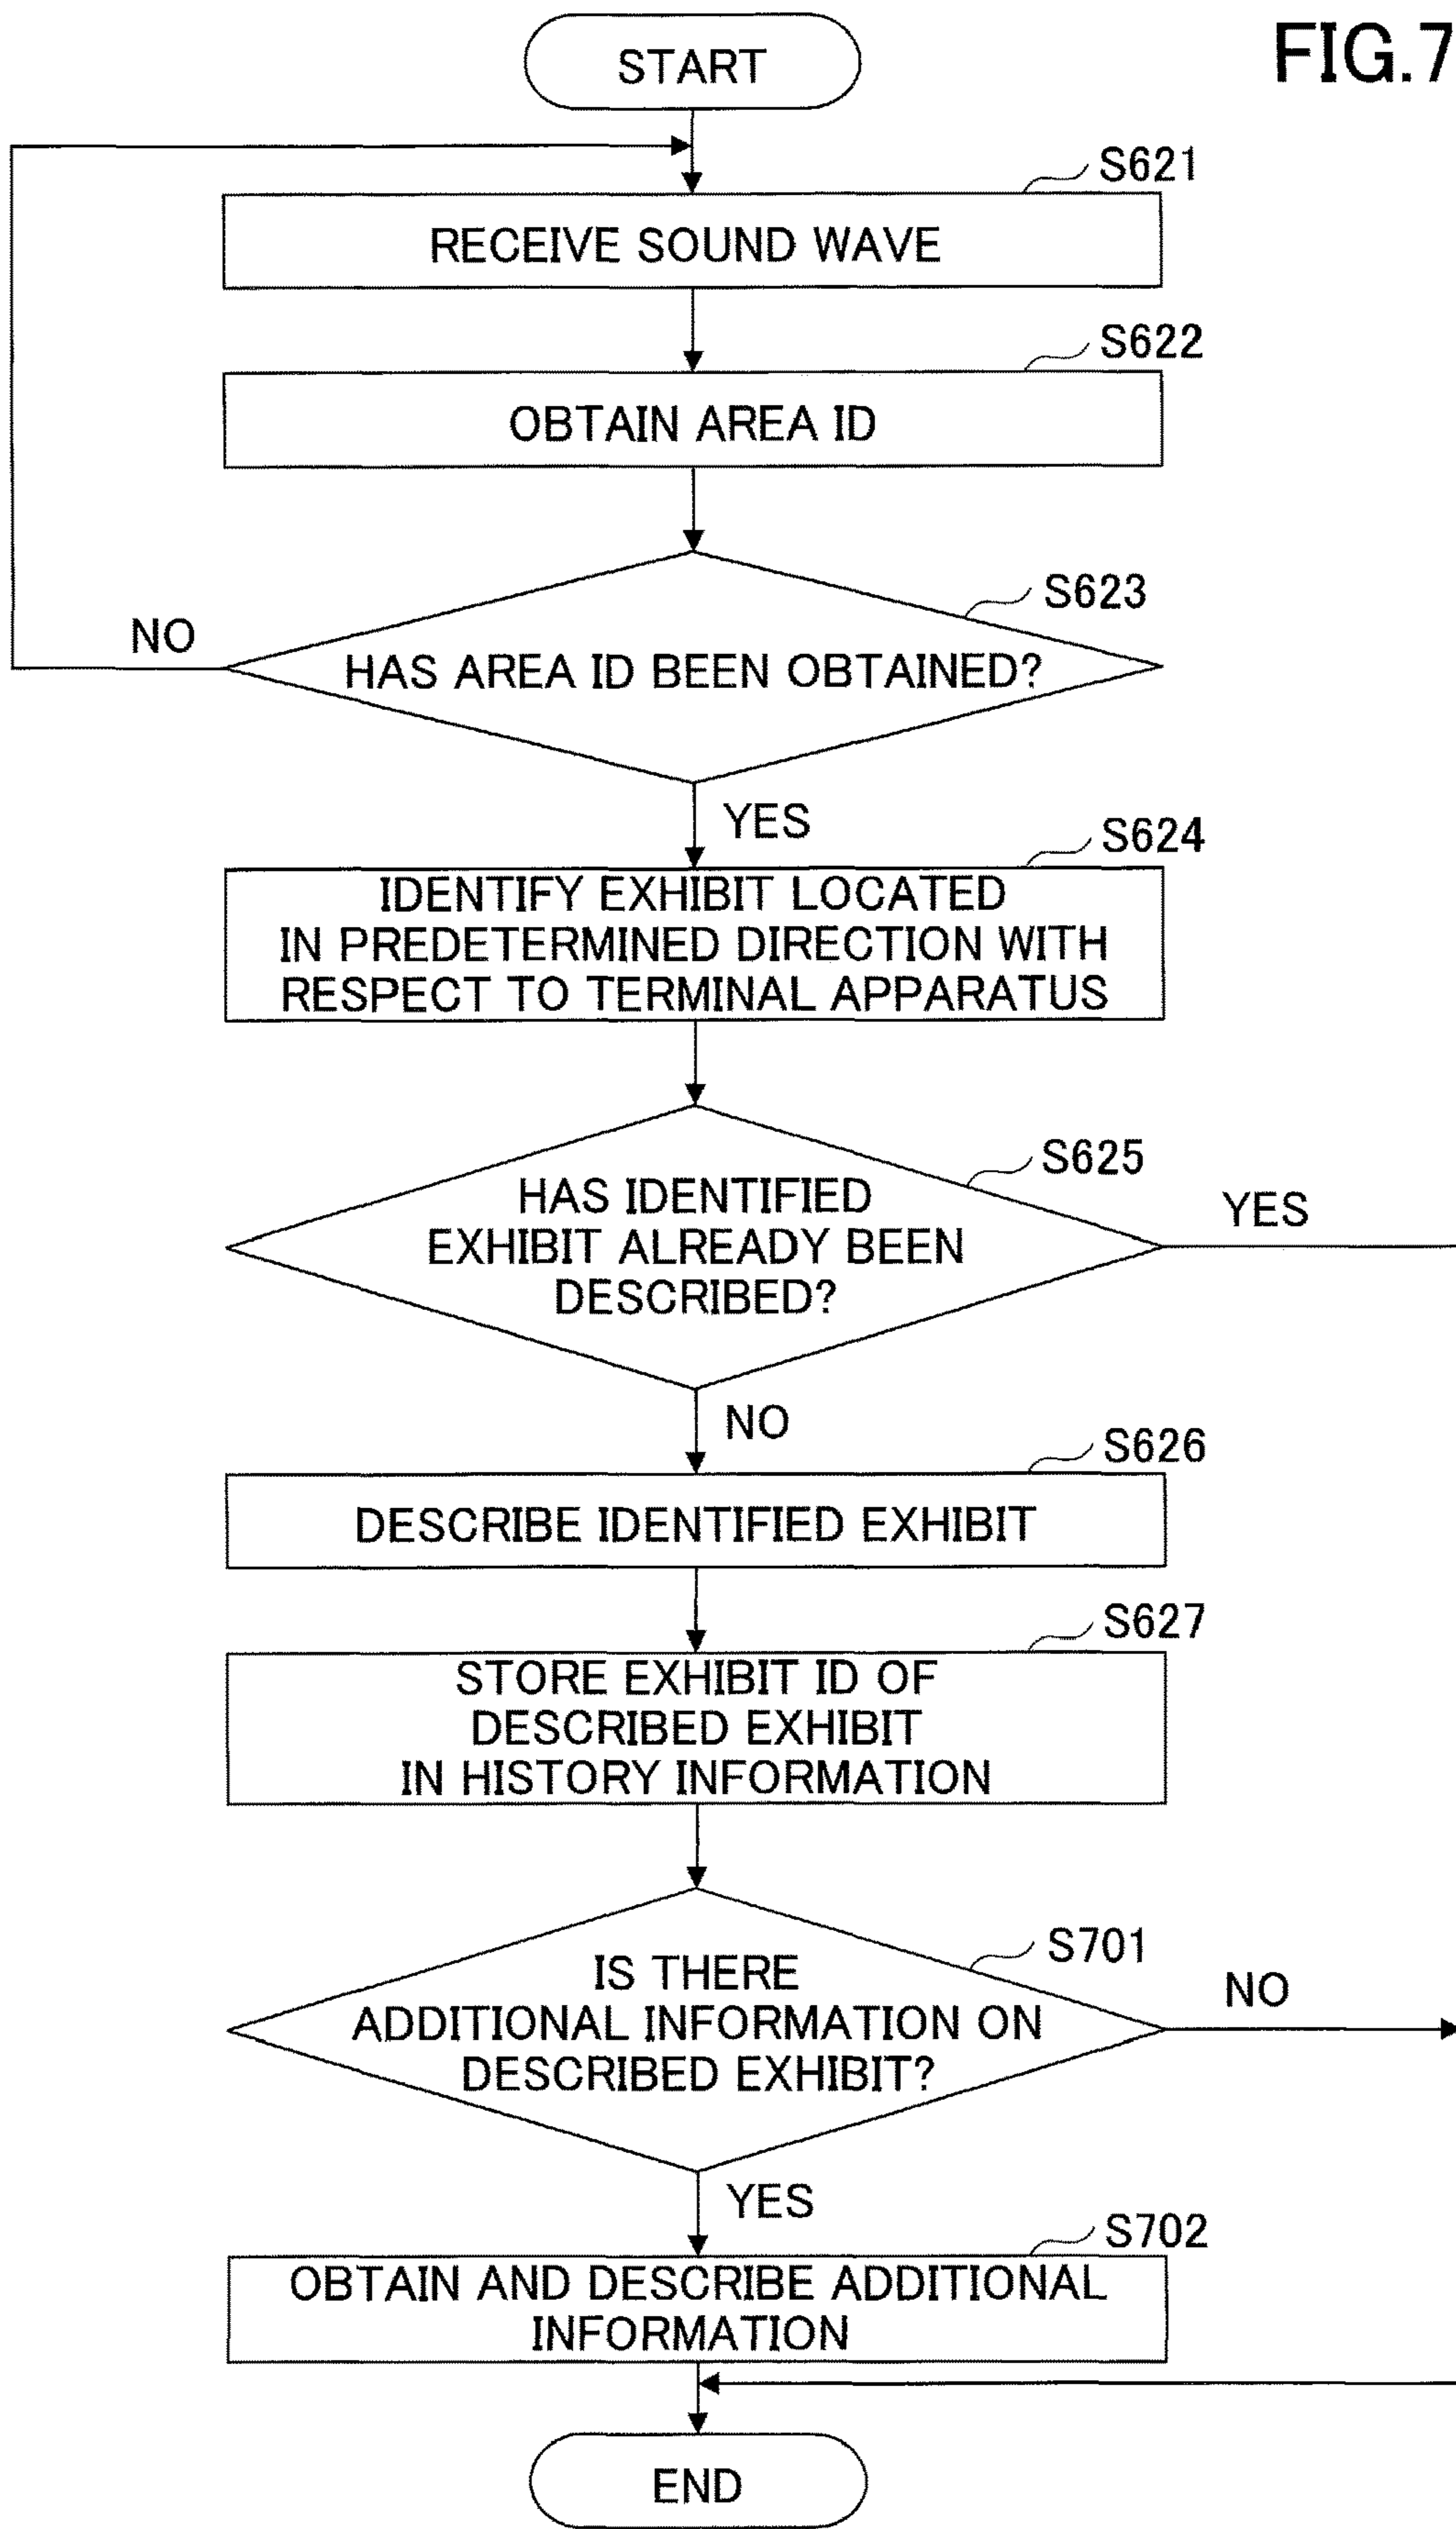 FIG.7
START
S621
RECEIVE SOUND WAVE
S622
OBTAIN AREA ID
S623
NO
HAS AREA ID BEEN OBTAINED?
YES
S624
IDENTIFY EXHIBIT LOCATED
IN PREDETERMINED DIRECTION WITH
RESPECT TO TERMINAL APPARATUS
S625
HAS IDENTIFIED
EXHIBIT ALREADY BEEN
DESCRIBED?
YES
NO
S626
DESCRIBE IDENTIFIED EXHIBIT
S627
STORE EXHIBIT ID OF
DESCRIBED EXHIBIT
IN HISTORY INFORMATION
S701
IS THERE
ADDITIONAL INFORMATION ON
DESCRIBED EXHIBIT?
NO
YES
S702
OBTAIN AND DESCRIBE ADDITIONAL
INFORMATION
END